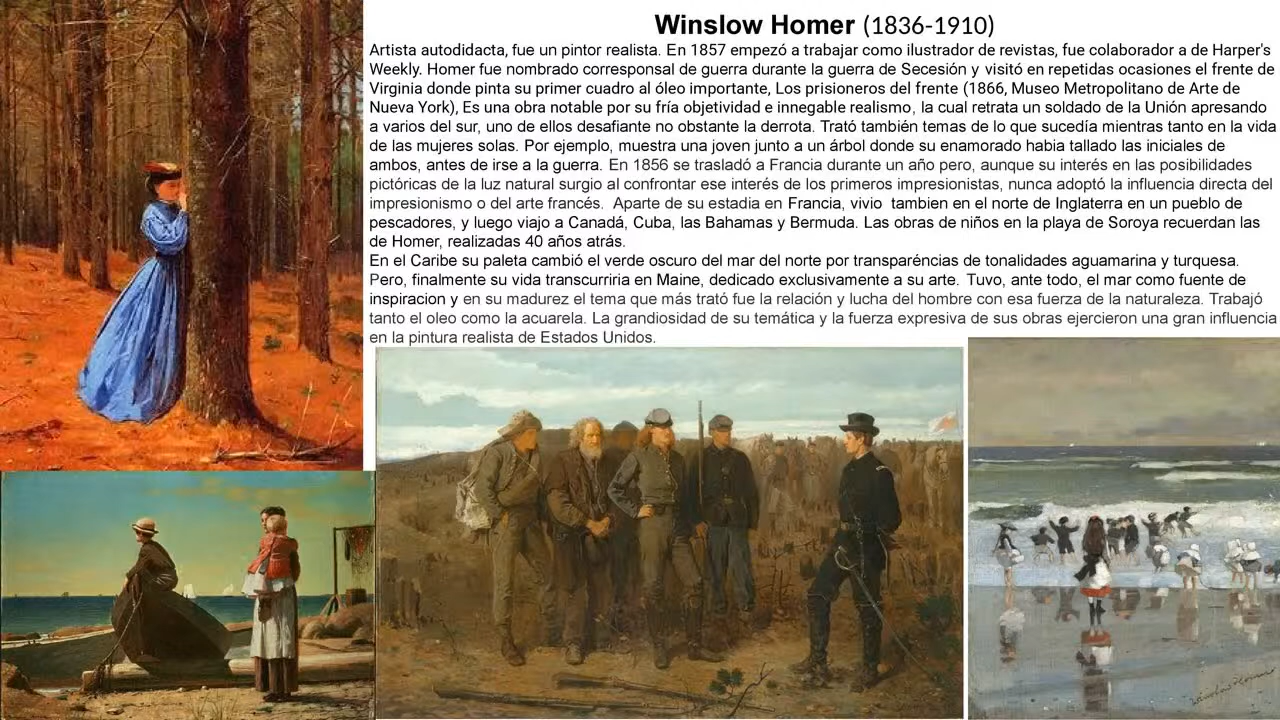 Winslow Homer (1836-1910)
Artista autodidacta, fue un pintor realista. En 1857 empezó a trabajar como ilustrador de revistas, fue colaborador a de Harper's
Weekly. Homer fue nombrado corresponsal de guerra durante la guerra de Secesión y visitó en repetidas ocasiones el frente de
Virginia donde pinta su primer cuadro al óleo importante, Los prisioneros del frente (1866, Museo Metropolitano de Arte de
Nueva York), Es una obra notable por su fría objetividad e innegable realismo, la cual retrata un soldado de la Unión apresando
a varios del sur, uno de ellos desafiante no obstante la derrota. Trató también temas de lo que sucedía mientras tanto en la vida
de las mujeres solas. Por ejemplo, muestra una joven junto a un árbol donde su enamorado habia tallado las iniciales de
ambos, antes de irse a la guerra. En 1856 se trasladó a Francia durante un año pero, aunque su interés en las posibilidades
pictóricas de la luz natural surgio al confrontar ese interés de los primeros impresionistas, nunca adoptó la influencia directa del
impresionismo o del arte francés. Aparte de su estadia en Francia, vivio tambien en el norte de Inglaterra en un pueblo de
pescadores, y luego viajo a Canadá, Cuba, las Bahamas y Bermuda. Las obras de niños en la playa de Soroya recuerdan las
de Homer, realizadas 40 años atrás.
En el Caribe su paleta cambió el verde oscuro del mar del norte por transparéncias de tonalidades aguamarina y turquesa.
Pero, finalmente su vida transcurriria en Maine, dedicado exclusivamente a su arte. Tuvo, ante todo, el mar como fuente de
inspiracion y en su madurez el tema que más trató fue la relación y lucha del hombre con esa fuerza de la naturaleza. Trabajó
tanto el oleo como la acuarela. La grandiosidad de su temática y la fuerza expresiva de sus obras ejercieron una gran influencia
en la pintura realista de Estados Unidos.
Winslow Homer